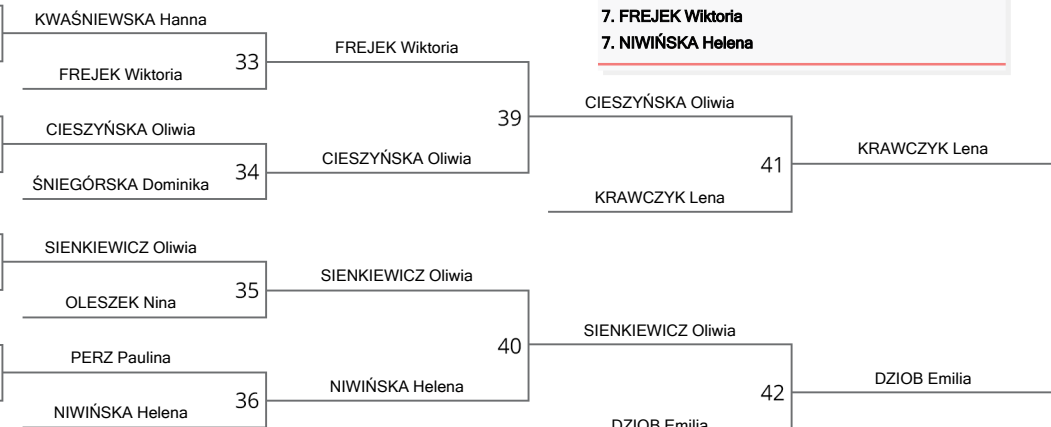 KWAŚNIEWSKA Hanna
33
FREJEK Wiktoria
CIESZYŃSKA Oliwia
34
ŚNIEGÓRSKA Dominika
SIENKIEWICZ Oliwia
35
OLESZEK Nina
PERZ Paulina
36
NIWIŃSKA Helena
FREJEK Wiktoria
39
CIESZYŃSKA Oliwia
SIENKIEWICZ Oliwia
40
NIWIŃSKA Helena
7. FREJEK Wiktoria
7. NIWIŃSKA Helena
CIESZYŃSKA Oliwia
41
KRAWCZYK Lena
SIENKIEWICZ Oliwia
42
DZIOB Emilia
KRAWCZYK Lena
DZIOB Emilia